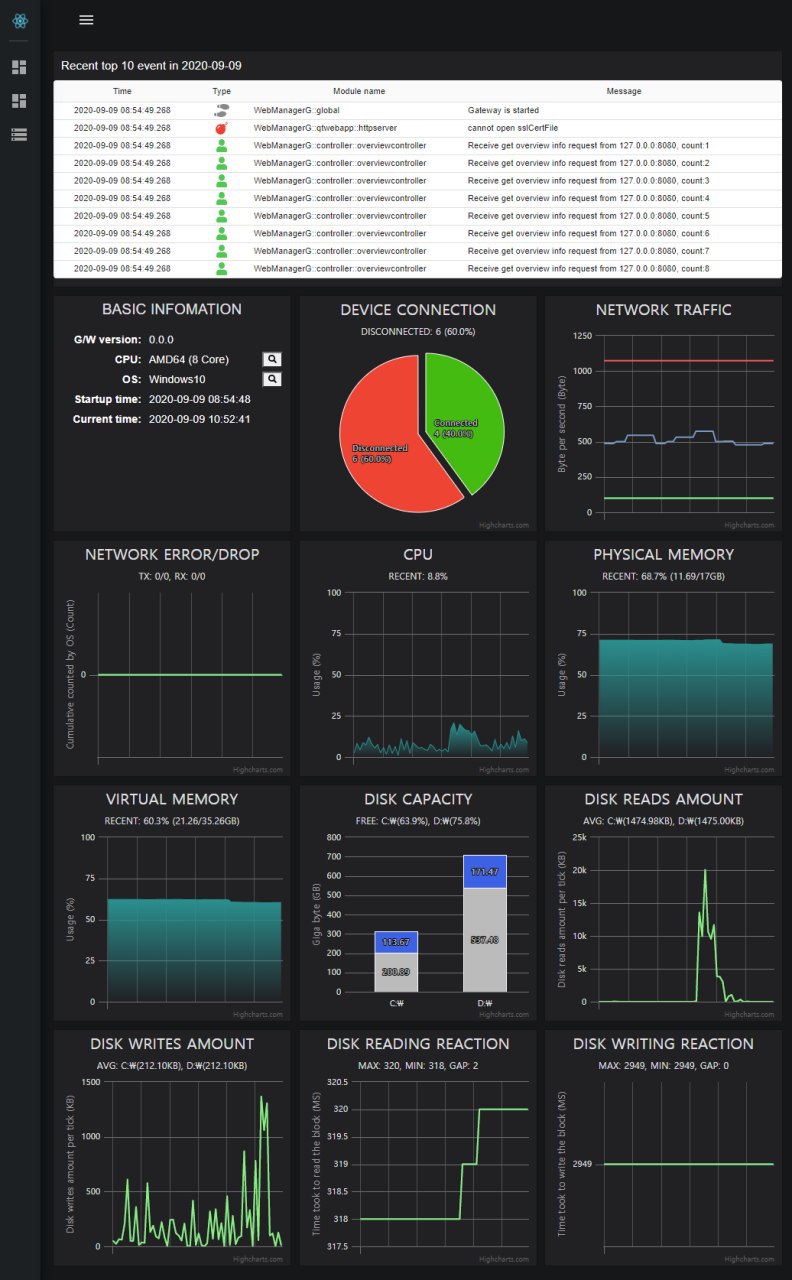 Recent top 10 event in 2020-09-09
Time Type Module name Message
2020-09-09 08:54:49.268 WebManagerG::global Gateway is started
2020-09-09 08:54:49.268 WebManagerG::qtwebapp::httpserver cannot open sslCertFile
2020-09-09 08:54:49.268 WebManagerG::controller::overviewcontroller Receive get overview info request from 127.0.0.0:8080, count:1
2020-09-09 08:54:49.268 WebManagerG::controller::overviewcontroller Receive get overview info request from 127.0.0.0:8080, count:2
2020-09-09 08:54:49.268 WebManagerG::controller::overviewcontroller Receive get overview info request from 127.0.0.0:8080, count:3
2020-09-09 08:54:49.268 WebManagerG::controller::overviewcontroller Receive get overview info request from 127.0.0.0:8080, count:4
2020-09-09 08:54:49.268 WebManagerG::controller::overviewcontroller Receive get overview info request from 127.0.0.0:8080, count:5
2020-09-09 08:54:49.268 WebManagerG::controller::overviewcontroller Receive get overview info request from 127.0.0.0:8080, count:6
2020-09-09 08:54:49.268 WebManagerG::controller::overviewcontroller Receive get overview info request from 127.0.0.0:8080, count:7
2020-09-09 08:54:49.268 WebManagerG::controller::overviewcontroller Receive get overview info request from 127.0.0.0:8080, count:8
BASIC INFOMATION
G/W version: 0.0.0
CPU: AMD64 (8 Core)
OS: Windows10
Startup time: 2020-09-09 08:54:48
Current time: 2020-09-09 10:52:41
DEVICE CONNECTION
DISCONNECTED: 6 (60.0%)
Connected
4 (40.0%)
Disconnected
6 (60.0%)
Highcharts.com
NETWORK TRAFFIC
Byte per second (Byte)
1250
1000
750
500
250
0
Highcharts.com
NETWORK ERROR/DROP
TX: 0/0, RX: 0/0
Cumulative counted by OS (Count)
0
Highcharts.com
CPU
RECENT: 8.8%
Usage (%)
100
75
50
25
0
Highcharts.com
PHYSICAL MEMORY
RECENT: 68.7% (11.69/17GB)
Usage (%)
100
75
50
25
0
Highcharts.com
VIRTUAL MEMORY
RECENT: 60.3% (21.26/35.26GB)
Usage (%)
100
75
50
25
0
Highcharts.com
DISK CAPACITY
FREE: C:₩(63.9%), D:₩(75.8%)
Giga byte (GB)
800
700
600
500
400
300
200
100
0
113.67
200.89
171.47
537.48
C:₩ D:₩
Highcharts.com
DISK READS AMOUNT
AVG: C:₩(1474.98KB), D:₩(1475.00KB)
Disk reads amount per tick (KB)
25k
20k
15k
10k
5k
0
Highcharts.com
DISK WRITES AMOUNT
AVG: C:₩(212.10KB), D:₩(212.10KB)
Disk writes amount per tick (KB)
1500
1000
500
0
Highcharts.com
DISK READING REACTION
MAX: 320, MIN: 318, GAP: 2
Time took to read the block (MS)
320.5
320
319.5
319
318.5
318
317.5
Highcharts.com
DISK WRITING REACTION
MAX: 2949, MIN: 2949, GAP: 0
Time took to write the block (MS)
2949
Highcharts.com